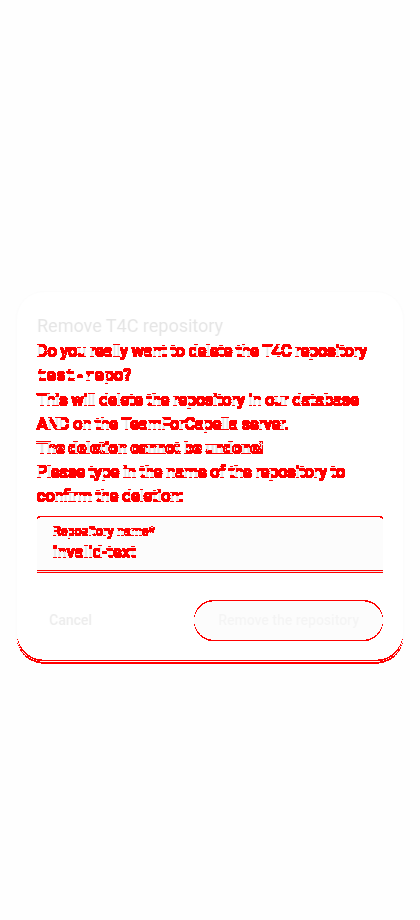 Remove T4C repository
Do you really want to delete the T4C repository
test-repo?
This will delete the repository in our database
AND on the TeamForCapella server.
The deletion cannot be undone!
Please type in the name of the repository to
confirm the deletion:
Repository name*
invalid-text
Cancel
Remove the repository